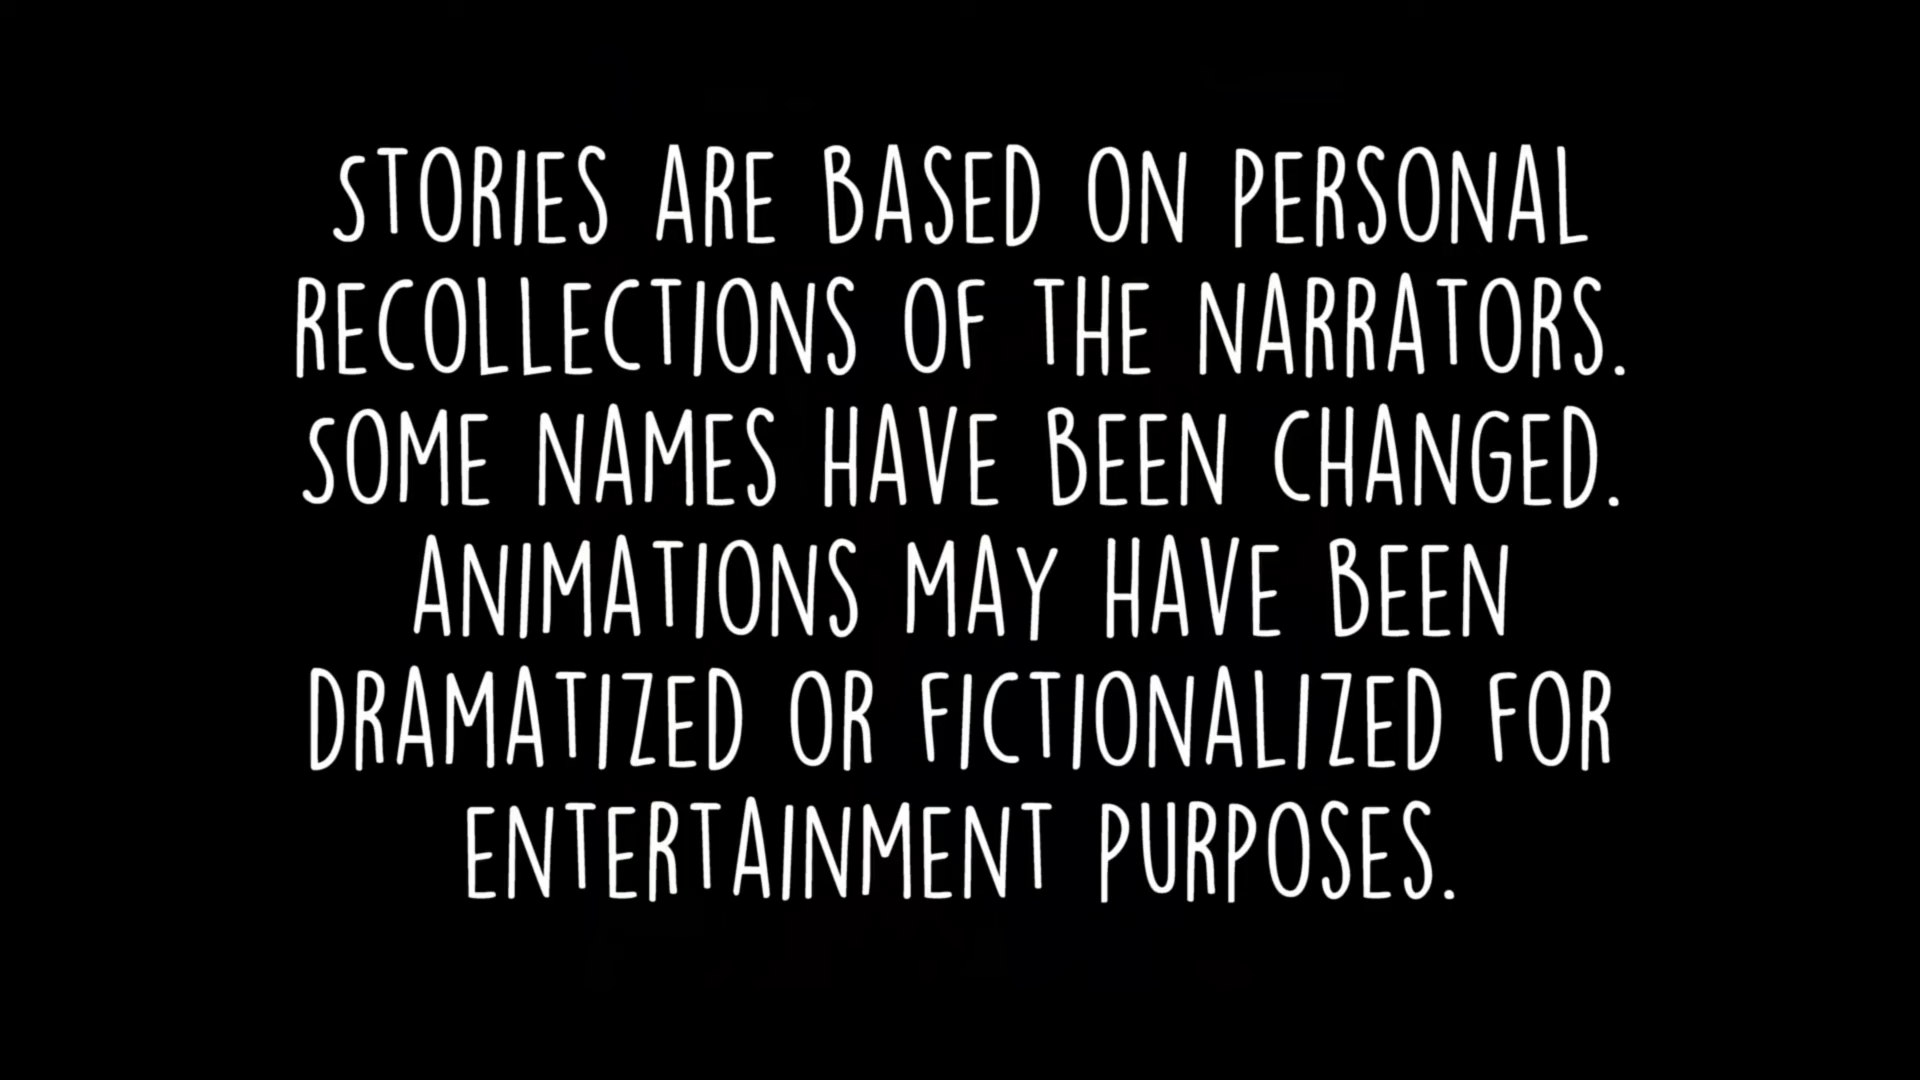 STORIES ARE BASED ON PERSONAL
RECOLLECTIONS OF THE NARRATORS.
SOME NAMES HAVE BEEN CHANGED.
ANIMATIONS MAY HAVE BEEN
DRAMATIZED OR FICTIONALIZED FOR
ENTERTAINMENT PURPOSES.